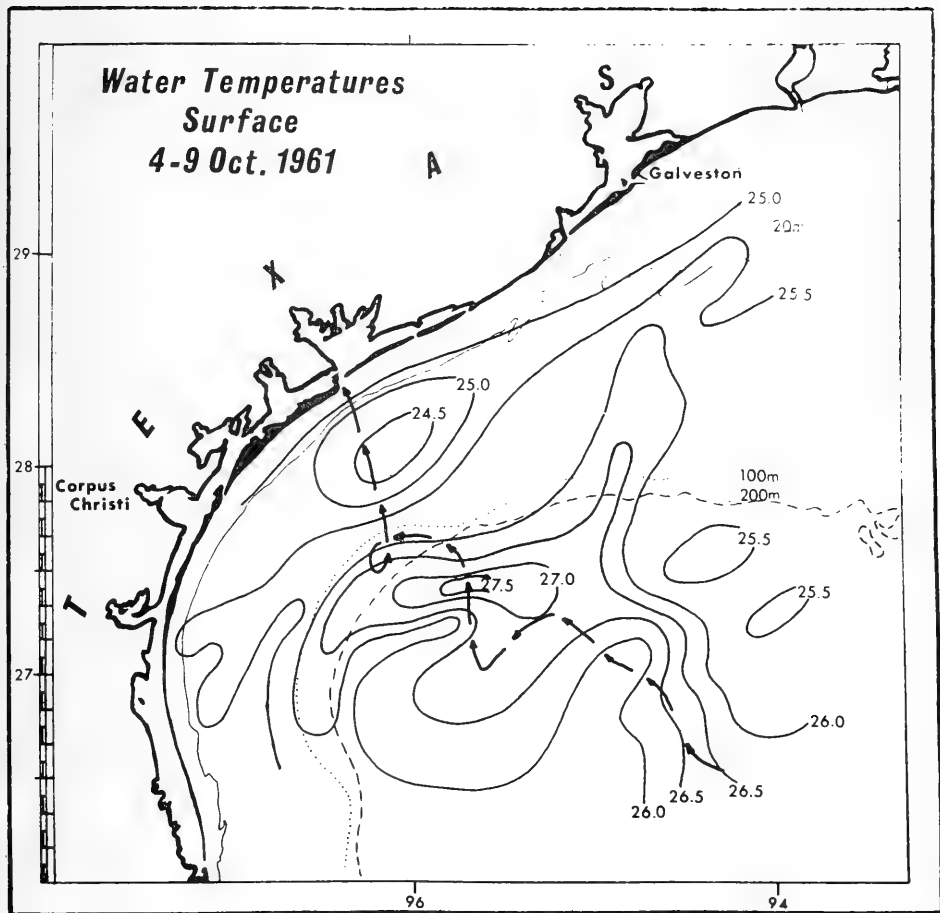 Water Temperatures
Surface
4-9 Oct. 1961
S
A
Galveston
25.0
20m
29
X
25.5
25.0
24.5
E
28
Corpus
Christi
100m
200m
25.5
27.5
27.0
25.5
T
27
26.0
26.5
26.5
26.0
96
94